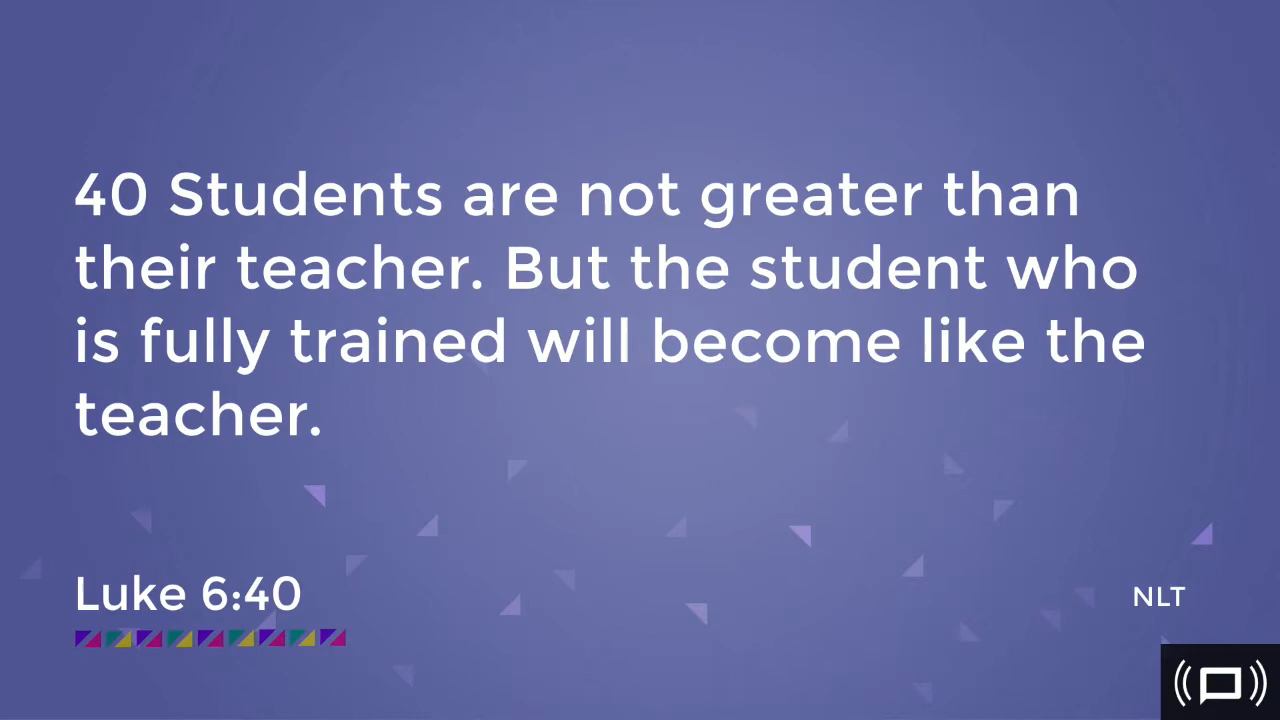 40 Students are not greater than
their teacher. But the student who
is fully trained will become like the
teacher.
Luke 6:40
NLT